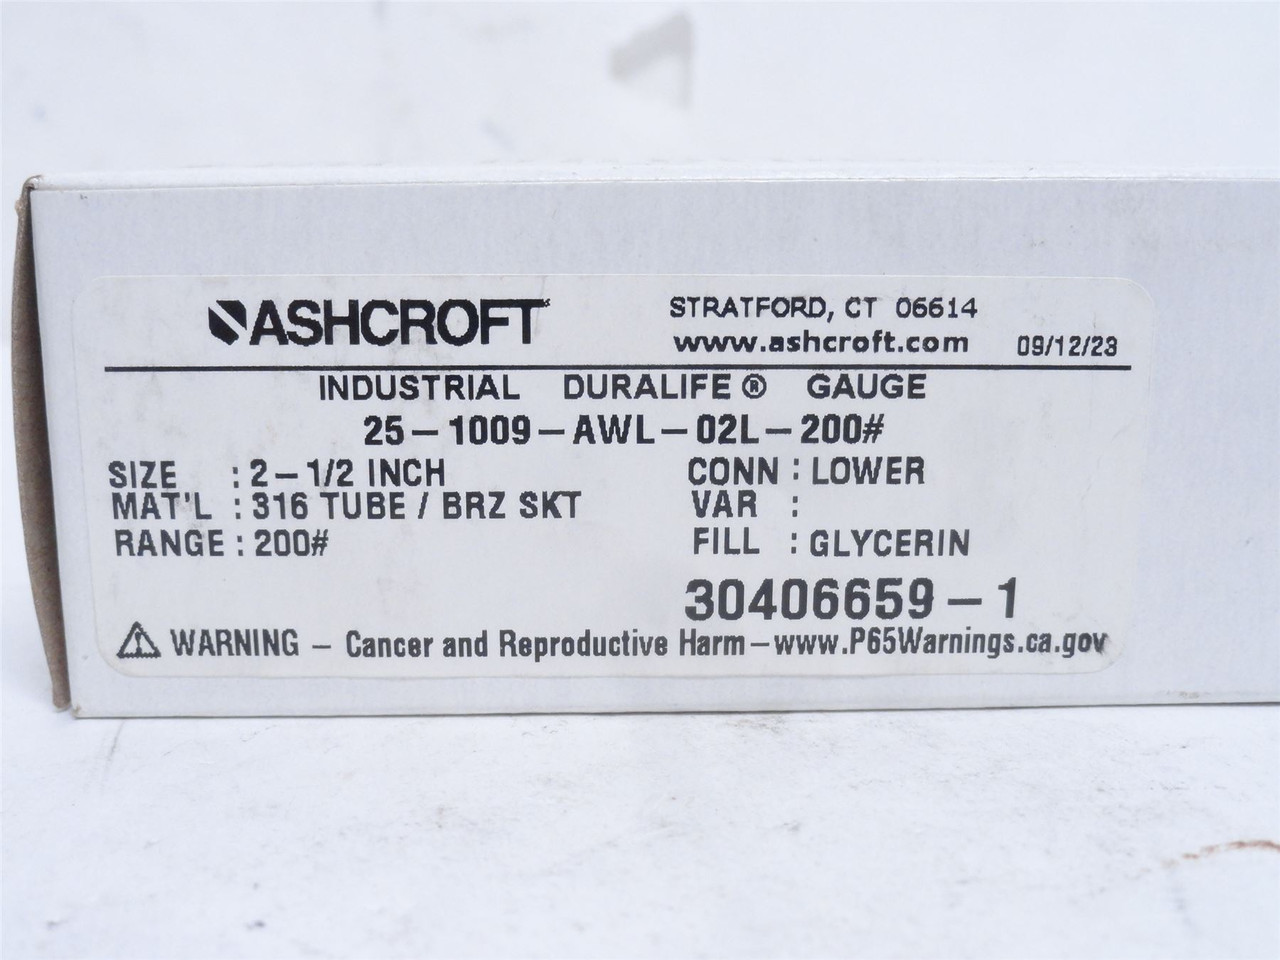 ASHCROFT
STRATFORD, CT 06614
www.ashcroft.com 09/12/23
INDUSTRIAL DURALIFE® GAUGE
25-1009-AWL-02L-200#
SIZE : 2-1/2 INCH CONN : LOWER
MAT'L : 316 TUBE / BRZ SKT VAR :
RANGE : 200# FILL : GLYCERIN
30406659-1
WARNING - Cancer and Reproductive Harm-www.P65Warnings.ca.gov